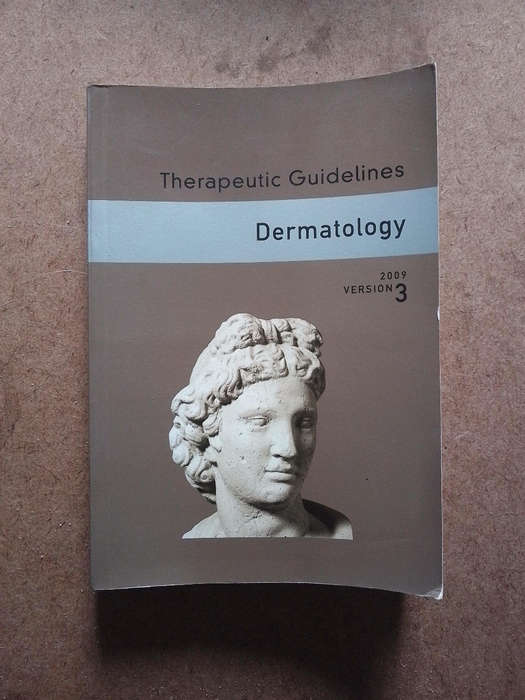 Therapeutic Guidelines
Dermatology
2009
VERSION 3